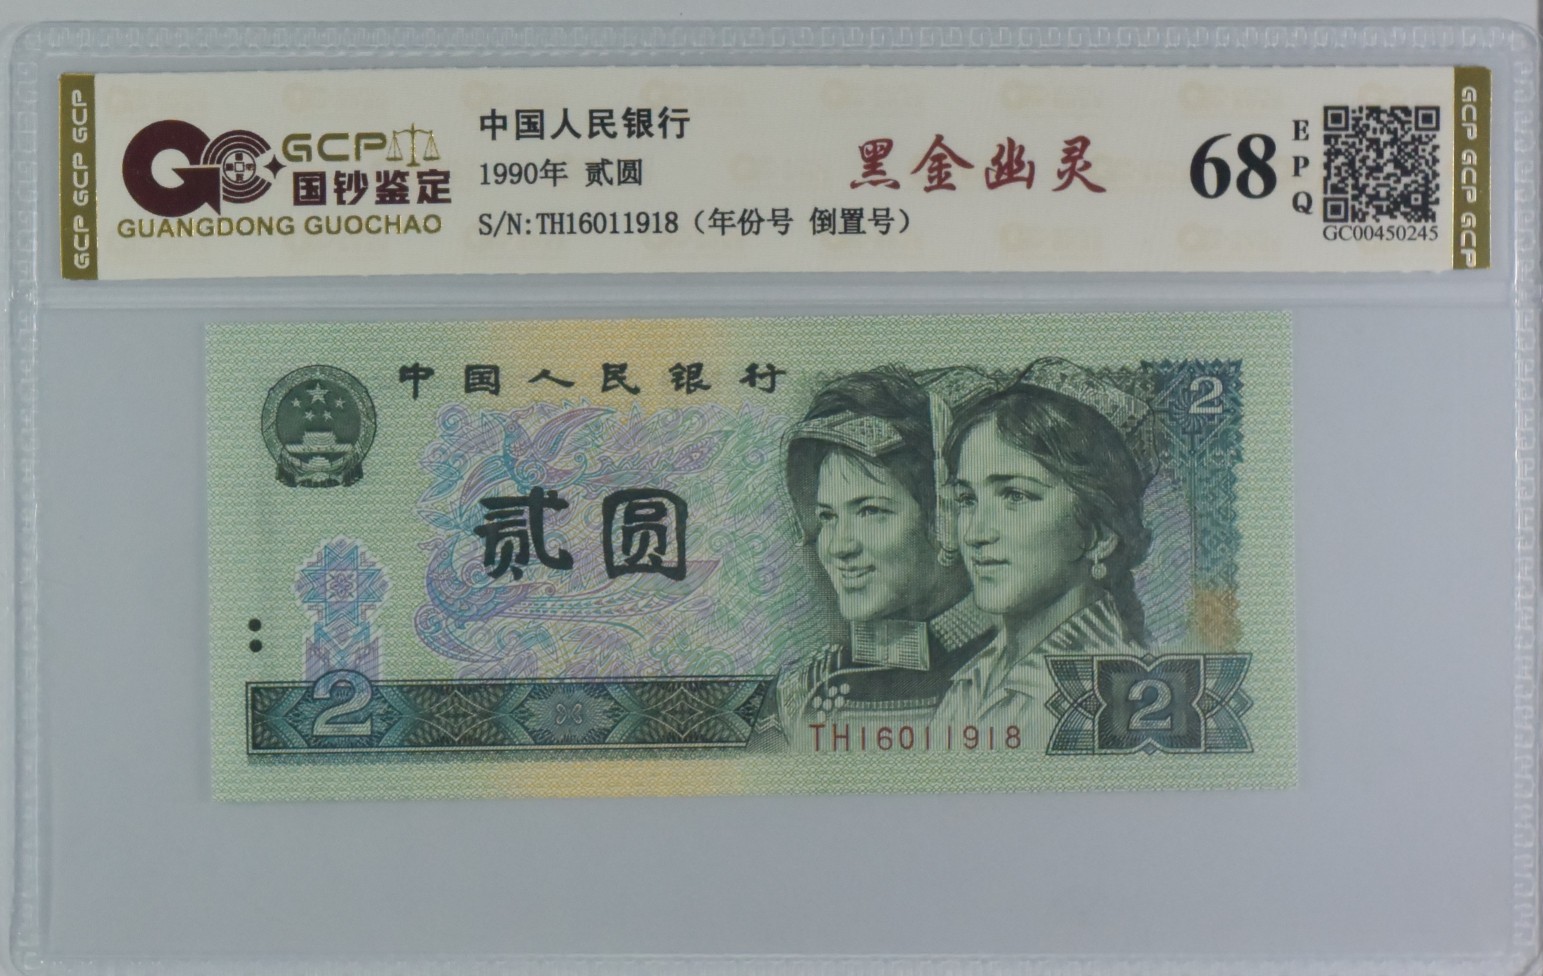 GCP
国钞鉴定
GUANGDONG GUOCHAO
中国人民银行
1990年 贰圆
S/N:TH16011918（年份号 倒置号）
黑金幽灵
68
EPQ
GC00450245
GCP GCP GCP
GCP GCP GCP
中国人民银行
2
贰圆
2
2
TH16011918